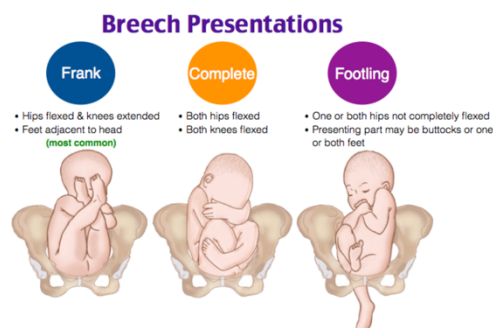 Breech Presentations
Frank
Complete
Footling
• Hips flexed & knees extended
• Feet adjacent to head
(most common)
• Both hips flexed
• Both knees flexed
• One or both hips not completely flexed
• Presenting part may be buttocks or one
or both feet